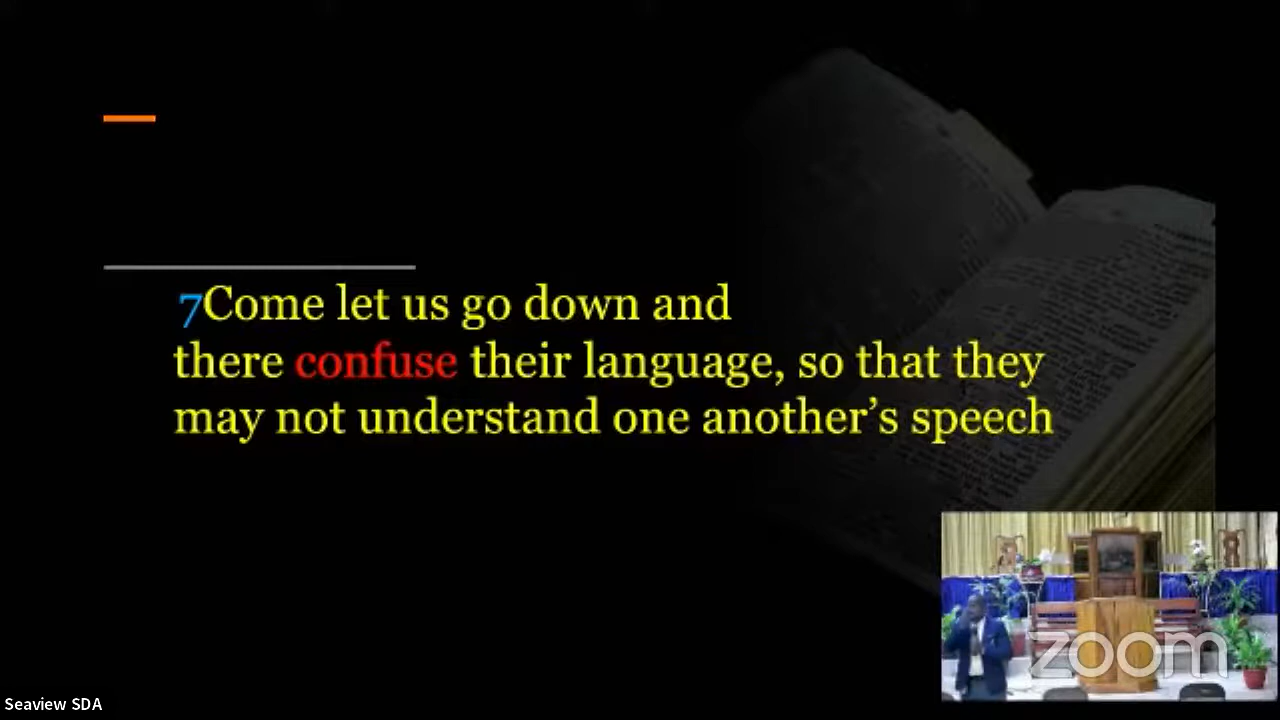 7Come let us go down and
there confuse their language, so that they
may not understand one another’s speech
zoom
Seaview SDA